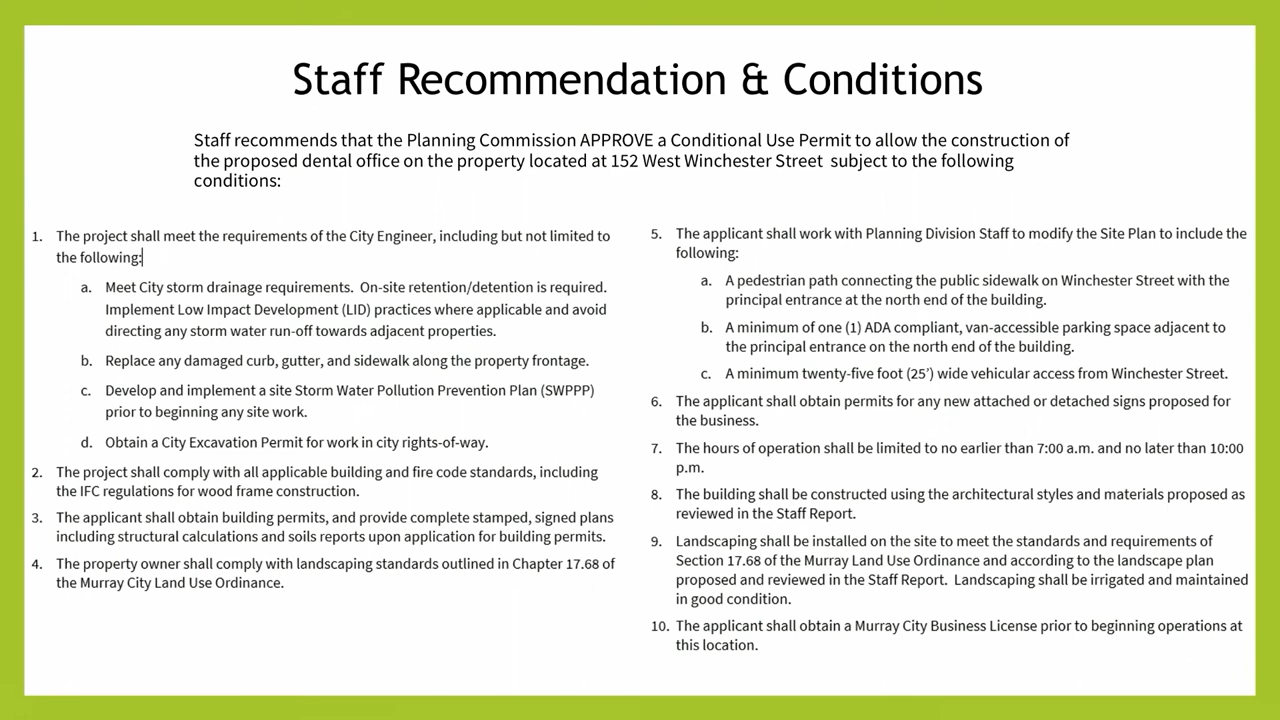 Staff Recommendation & Conditions
Staff recommends that the Planning Commission APPROVE a Conditional Use Permit to allow the construction of
the proposed dental office on the property located at 152 West Winchester Street subject to the following
conditions:
1. The project shall meet the requirements of the City Engineer, including but not limited to
the following:
a. Meet City storm drainage requirements. On-site retention/detention is required.
Implement Low Impact Development (LID) practices where applicable and avoid
directing any storm water run-off towards adjacent properties.
b. Replace any damaged curb, gutter, and sidewalk along the property frontage.
c. Develop and implement a site Storm Water Pollution Prevention Plan (SWPPP)
prior to beginning any site work.
d. Obtain a City Excavation Permit for work in city rights-of-way.
2. The project shall comply with all applicable building and fire code standards, including
the IFC regulations for wood frame construction.
3. The applicant shall obtain building permits, and provide complete stamped, signed plans
including structural calculations and soils reports upon application for building permits.
4. The property owner shall comply with landscaping standards outlined in Chapter 17.68 of
the Murray City Land Use Ordinance.
5. The applicant shall work with Planning Division Staff to modify the Site Plan to include the
following:
a. A pedestrian path connecting the public sidewalk on Winchester Street with the
principal entrance at the north end of the building.
b. A minimum of one (1) ADA compliant, van-accessible parking space adjacent to
the principal entrance on the north end of the building.
c. A minimum twenty-five foot (25’) wide vehicular access from Winchester Street.
6. The applicant shall obtain permits for any new attached or detached signs proposed for
the business.
7. The hours of operation shall be limited to no earlier than 7:00 a.m. and no later than 10:00
p.m.
8. The building shall be constructed using the architectural styles and materials proposed as
reviewed in the Staff Report.
9. Landscaping shall be installed on the site to meet the standards and requirements of
Section 17.68 of the Murray Land Use Ordinance and according to the landscape plan
proposed and reviewed in the Staff Report. Landscaping shall be irrigated and maintained
in good condition.
10. The applicant shall obtain a Murray City Business License prior to beginning operations at
this location.